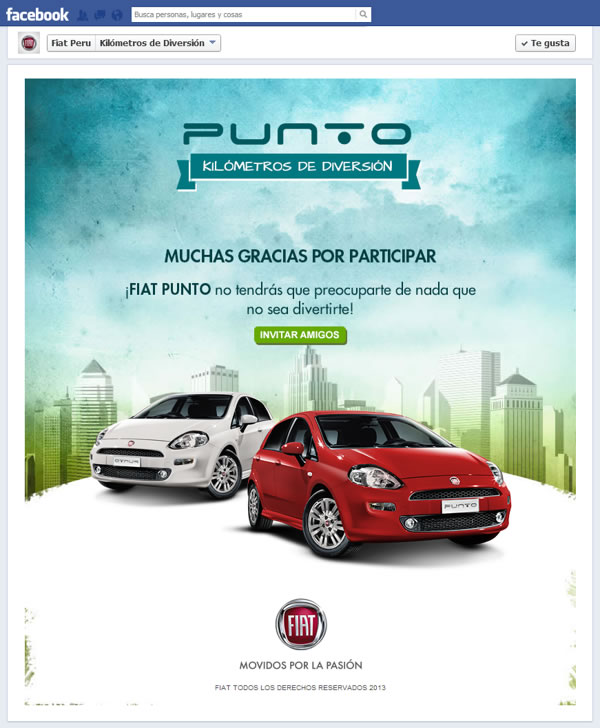 facebook
Busca personas, lugares y cosas
Fiat Peru
Kilómetros de Diversión
Te gusta
PUNTO
KILÓMETROS DE DIVERSIÓN
MUCHAS GRACIAS POR PARTICIPAR
¡FIAT PUNTO no tendrás que preocuparte de nada que
no sea divertirte!
INVITAR AMIGOS
PUNTO
FIAT
MOVIDOS POR LA PASIÓN
FIAT TODOS LOS DERECHOS RESERVADOS 2013